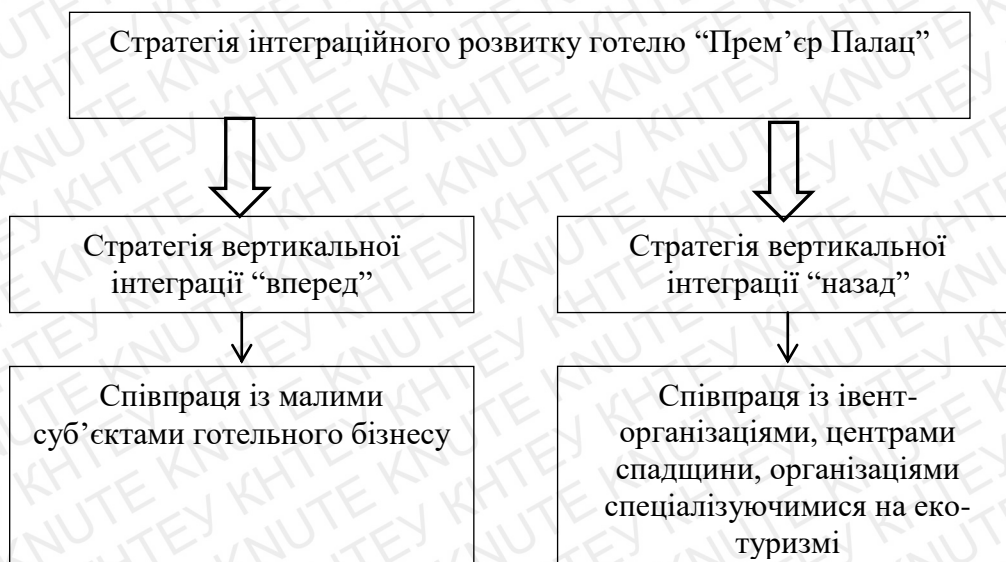 Стратегія інтеграційного розвитку готелю “Прем’єр Палац”
Стратегія вертикальної
інтеграції “вперед”
Стратегія вертикальної
інтеграції “назад”
Співпраця із малими
суб’єктами готельного бізнесу
Співпраця із івент-
організаціями, центрами
спадщини, організаціями
спеціалізуючимися на еко-
туризмі